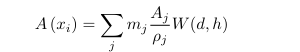 A (x_i) = \sum_j m_j \frac{A_j}{\rho_j} W(d, h)